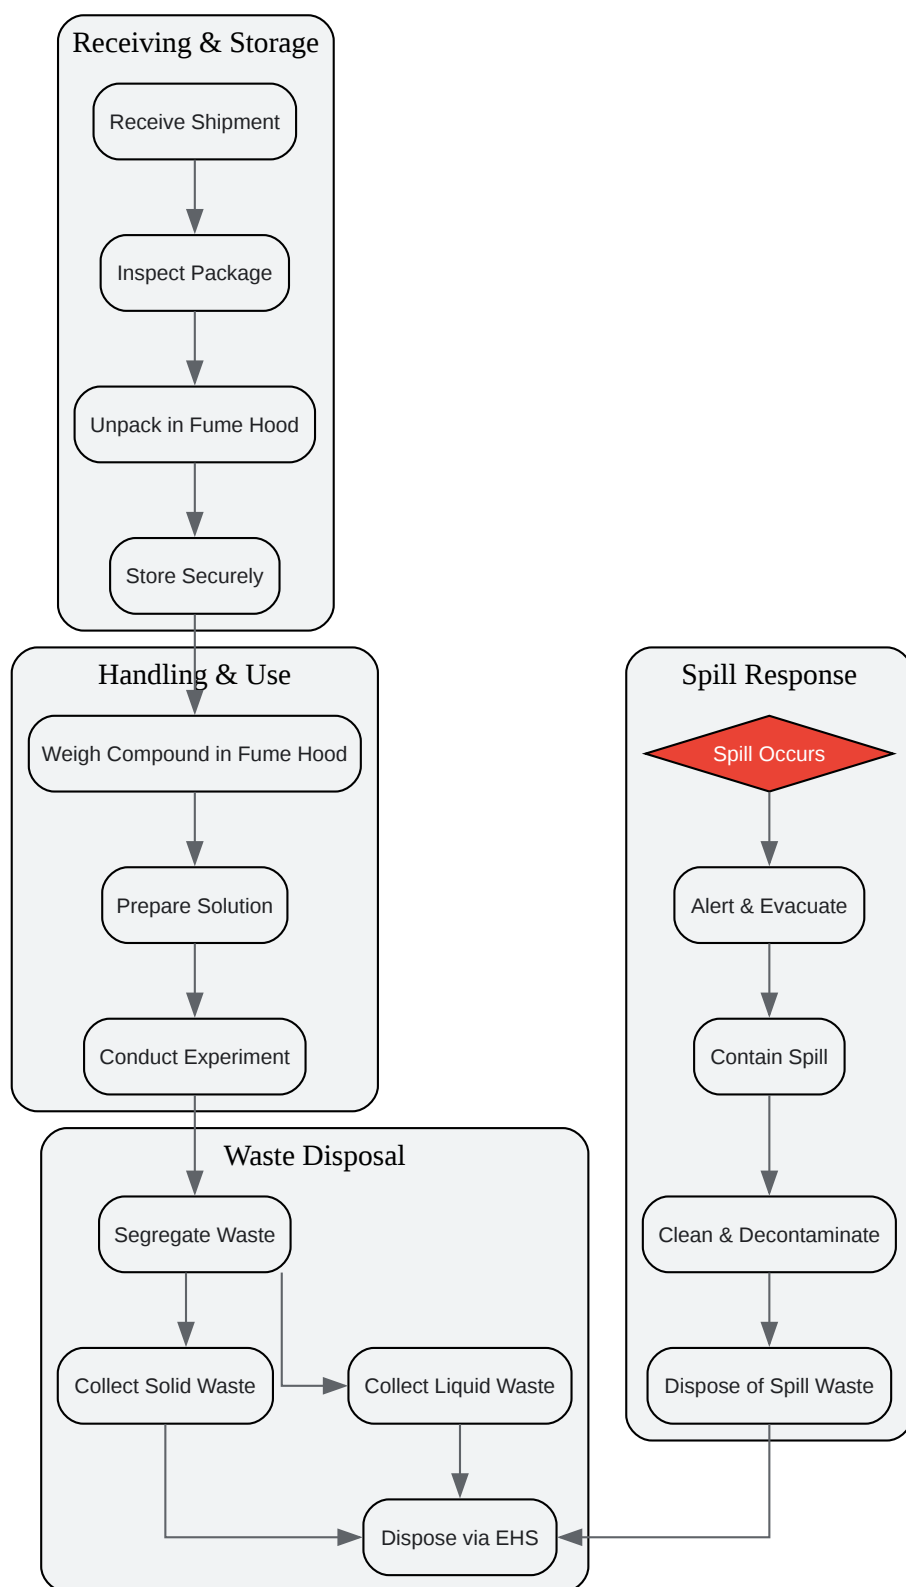 Receiving & Storage
Receive Shipment
Inspect Package
Unpack in Fume Hood
Store Securely
Handling & Use
Weigh Compound in Fume Hood
Prepare Solution
Conduct Experiment
Spill Response
Spill Occurs
Alert & Evacuate
Contain Spill
Clean & Decontaminate
Dispose of Spill Waste
Waste Disposal
Segregate Waste
Collect Solid Waste
Collect Liquid Waste
Dispose via EHS